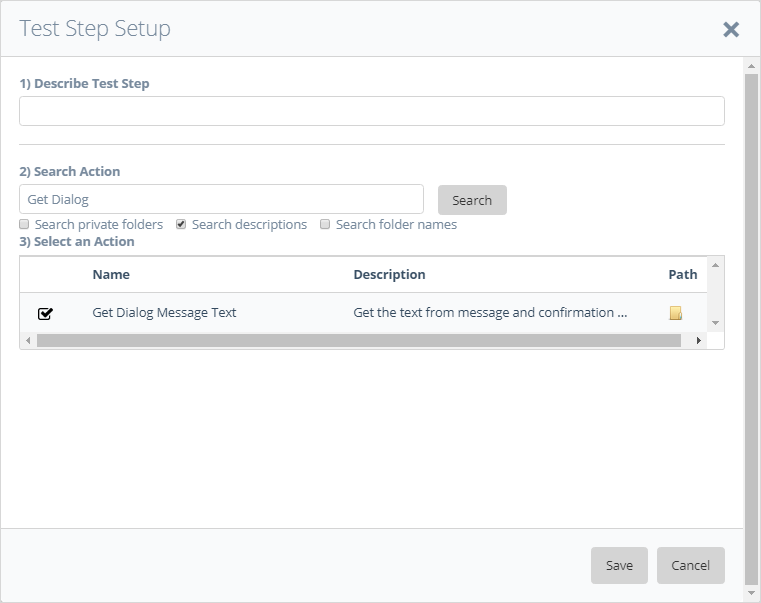 Test Step Setup
1) Describe Test Step
2) Search Action
Get Dialog Search
Search private folders Search descriptions Search folder names
3) Select an Action
Name Description Path
Get Dialog Message Text Get the text from message and confirmation ...
Save Cancel